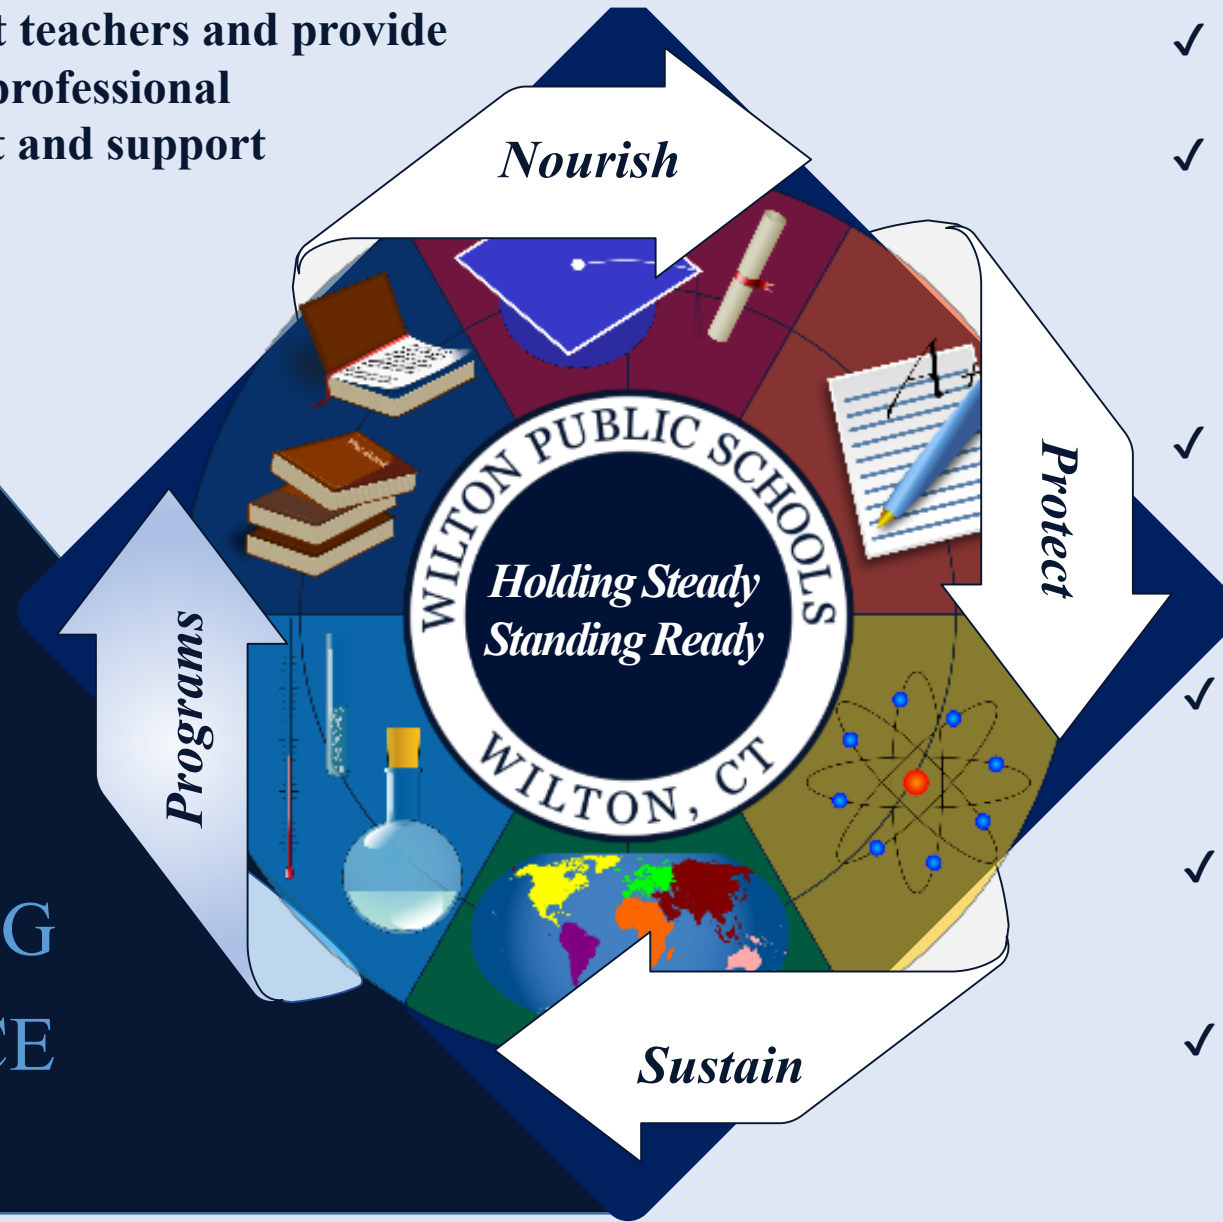 t teachers and provide
professional
t and support
Nourish
Protect
Sustain
Programs
WILTON PUBLIC SCHOOLS
Holding Steady
Standing Ready
WILTON, CT
A+
G
CE